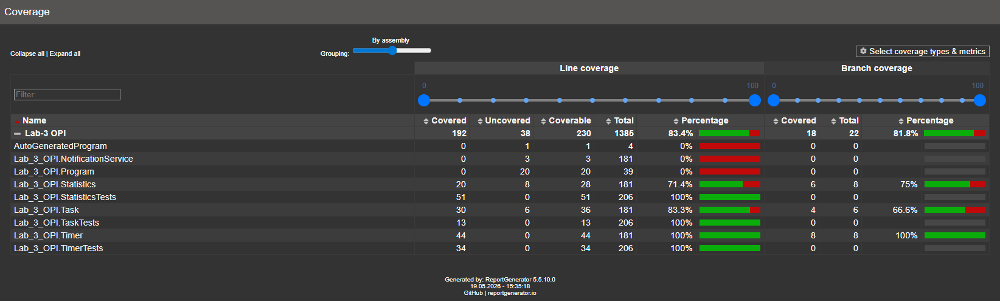 Coverage
By assembly
Collapse all | Expand all
Grouping:
Select coverage types & metrics
Line coverage Branch coverage
0 100 0 100
Filter:
Name Covered Uncovered Coverable Total Percentage Covered Total Percentage
Lab-3 OPI 192 38 230 1385 83.4% 18 22 81.8%
AutoGeneratedProgram 0 1 1 4 0% 0 0
Lab_3_OPI.NotificationService 0 3 3 181 0% 0 0
Lab_3_OPI.Program 0 20 20 39 0% 0 0
Lab_3_OPI.Statistics 20 8 28 181 71.4% 6 8 75%
Lab_3_OPI.StatisticsTests 51 0 51 206 100% 0 0
Lab_3_OPI.Task 30 6 36 181 83.3% 4 6 66.6%
Lab_3_OPI.TaskTests 13 0 13 206 100% 0 0
Lab_3_OPI.Timer 44 0 44 181 100% 8 8 100%
Lab_3_OPI.TimerTests 34 0 34 206 100% 0 0
Generated by: ReportGenerator 5.5.10.0
19.05.2026 - 15:35:18
GitHub | reportgenerator.io